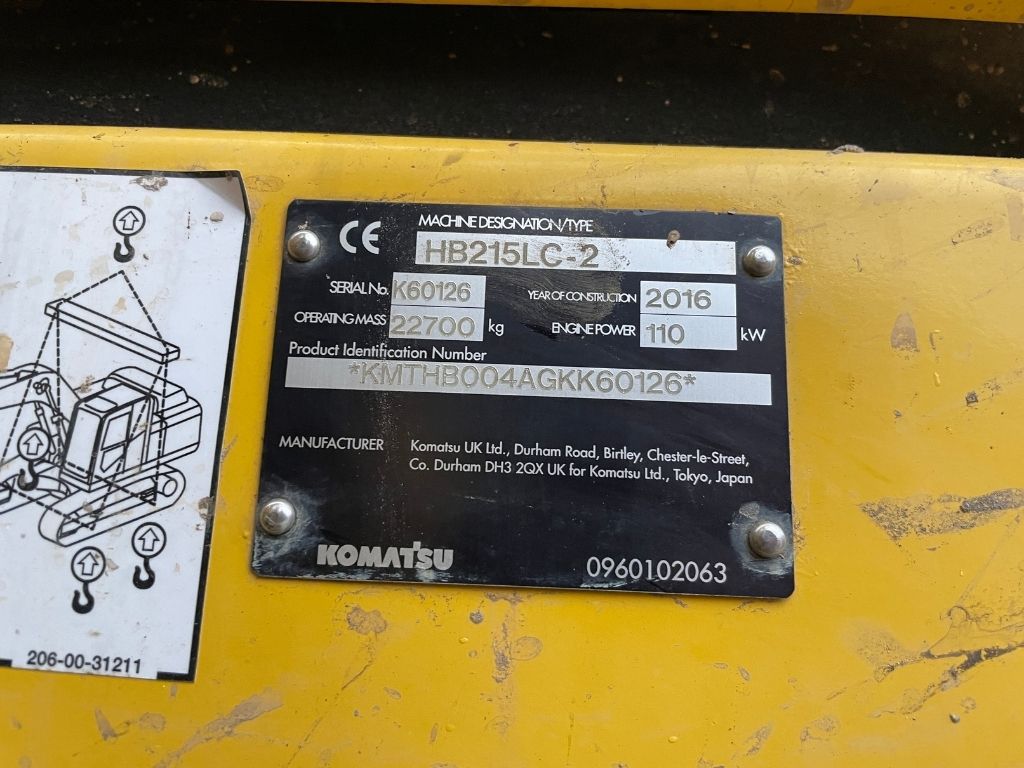 CE
MACHINE DESIGNATION/TYPE
HB215LC-2
SERIAL No. K60126 YEAR OF CONSTRUCTION 2016
OPERATING MASS 22700 kg ENGINE POWER 110 kW
Product Identification Number
*KMTHB004AGKK60126*
MANUFACTURER Komatsu UK Ltd., Durham Road, Birtley, Chester-le-Street,
Co. Durham DH3 2QX UK for Komatsu Ltd., Tokyo, Japan
KOMATSU 0960102063
206-00-31211